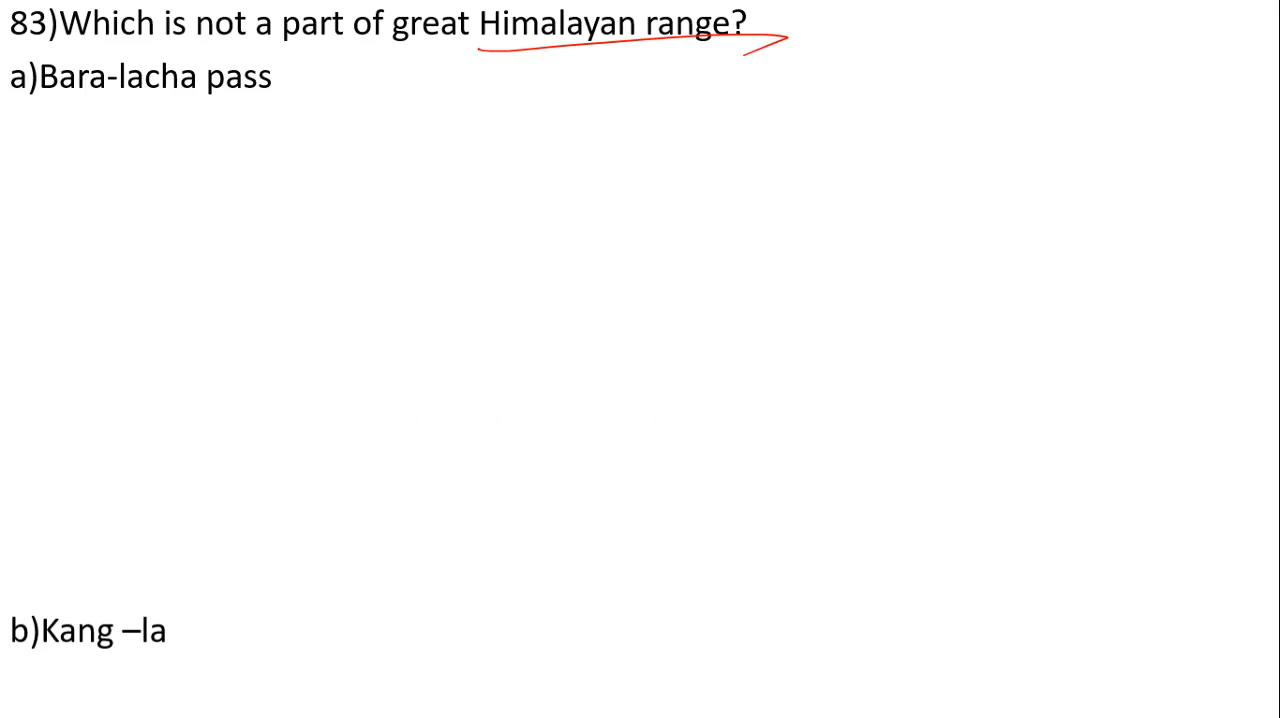 83)Which is not a part of great Himalayan range?
a)Bara-lacha pass
b)Kang –la